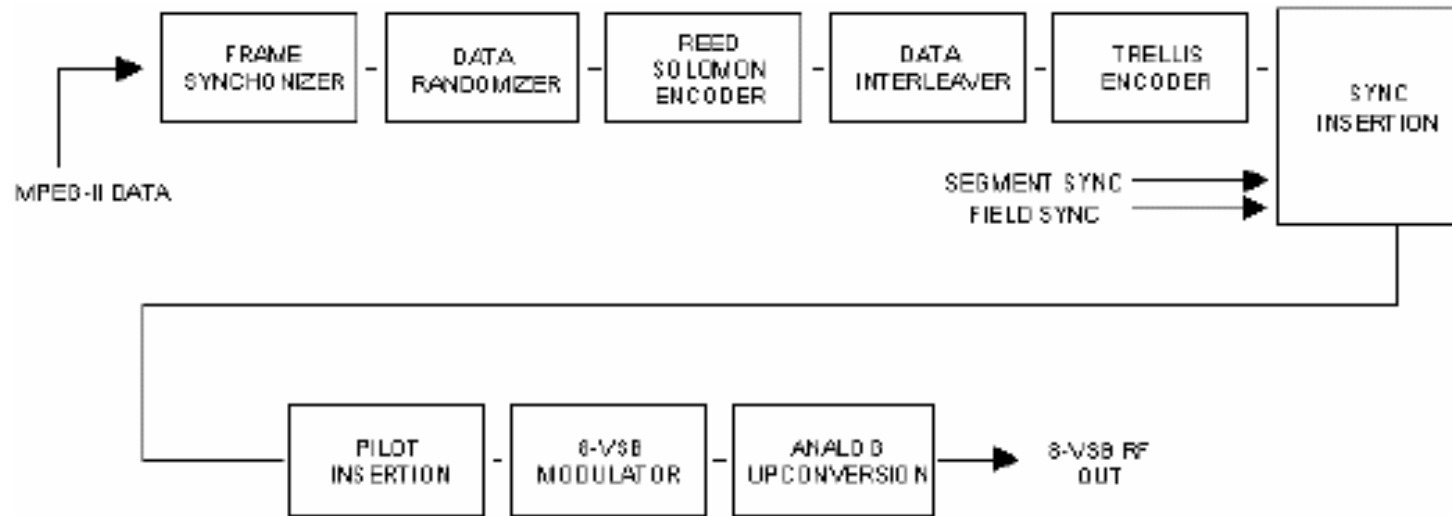 FRAME
SYNCHONIZER
DATA
RANDOMIZER
REED
SOLOMON
ENCODER
DATA
INTERLEAVER
TRELLIS
ENCODER
SYNC
INSERTION
MPEG-II DATA
SEGMENT SYNC
FIELD SYNC
PILOT
INSERTION
8-VSB
MODULATOR
ANALOG
UPCONVERSION
8-VSB RF
OUT